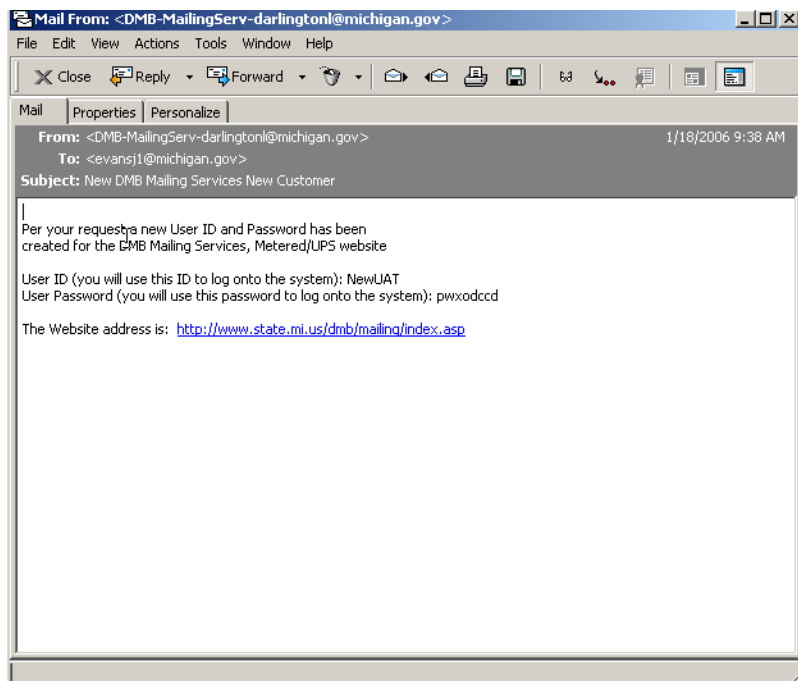 Mail From: <DMB-MailingServ-darlingtonl@michigan.gov>
File Edit View Actions Tools Window Help
Close Reply Forward
Mail Properties Personalize
From: <DMB-MailingServ-darlingtonl@michigan.gov> 1/18/2006 9:38 AM
To: <evansj1@michigan.gov>
Subject: New DMB Mailing Services New Customer
Per your request a new User ID and Password has been
created for the DMB Mailing Services, Metered/UPS website
User ID (you will use this ID to log onto the system): NewUAT
User Password (you will use this password to log onto the system): pwxodccd
The Website address is: http://www.state.mi.us/dmb/mailing/index.asp